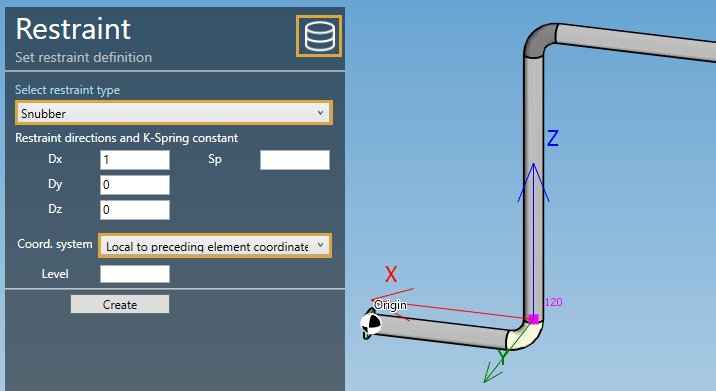 Restraint
Set restraint definition
Select restraint type
Snubber
Restraint directions and K-Spring constant
Dx 1 Sp
Dy 0
Dz 0
Coord. system Local to preceding element coordinate
Level
Create
Z
X
Origin
120
Y